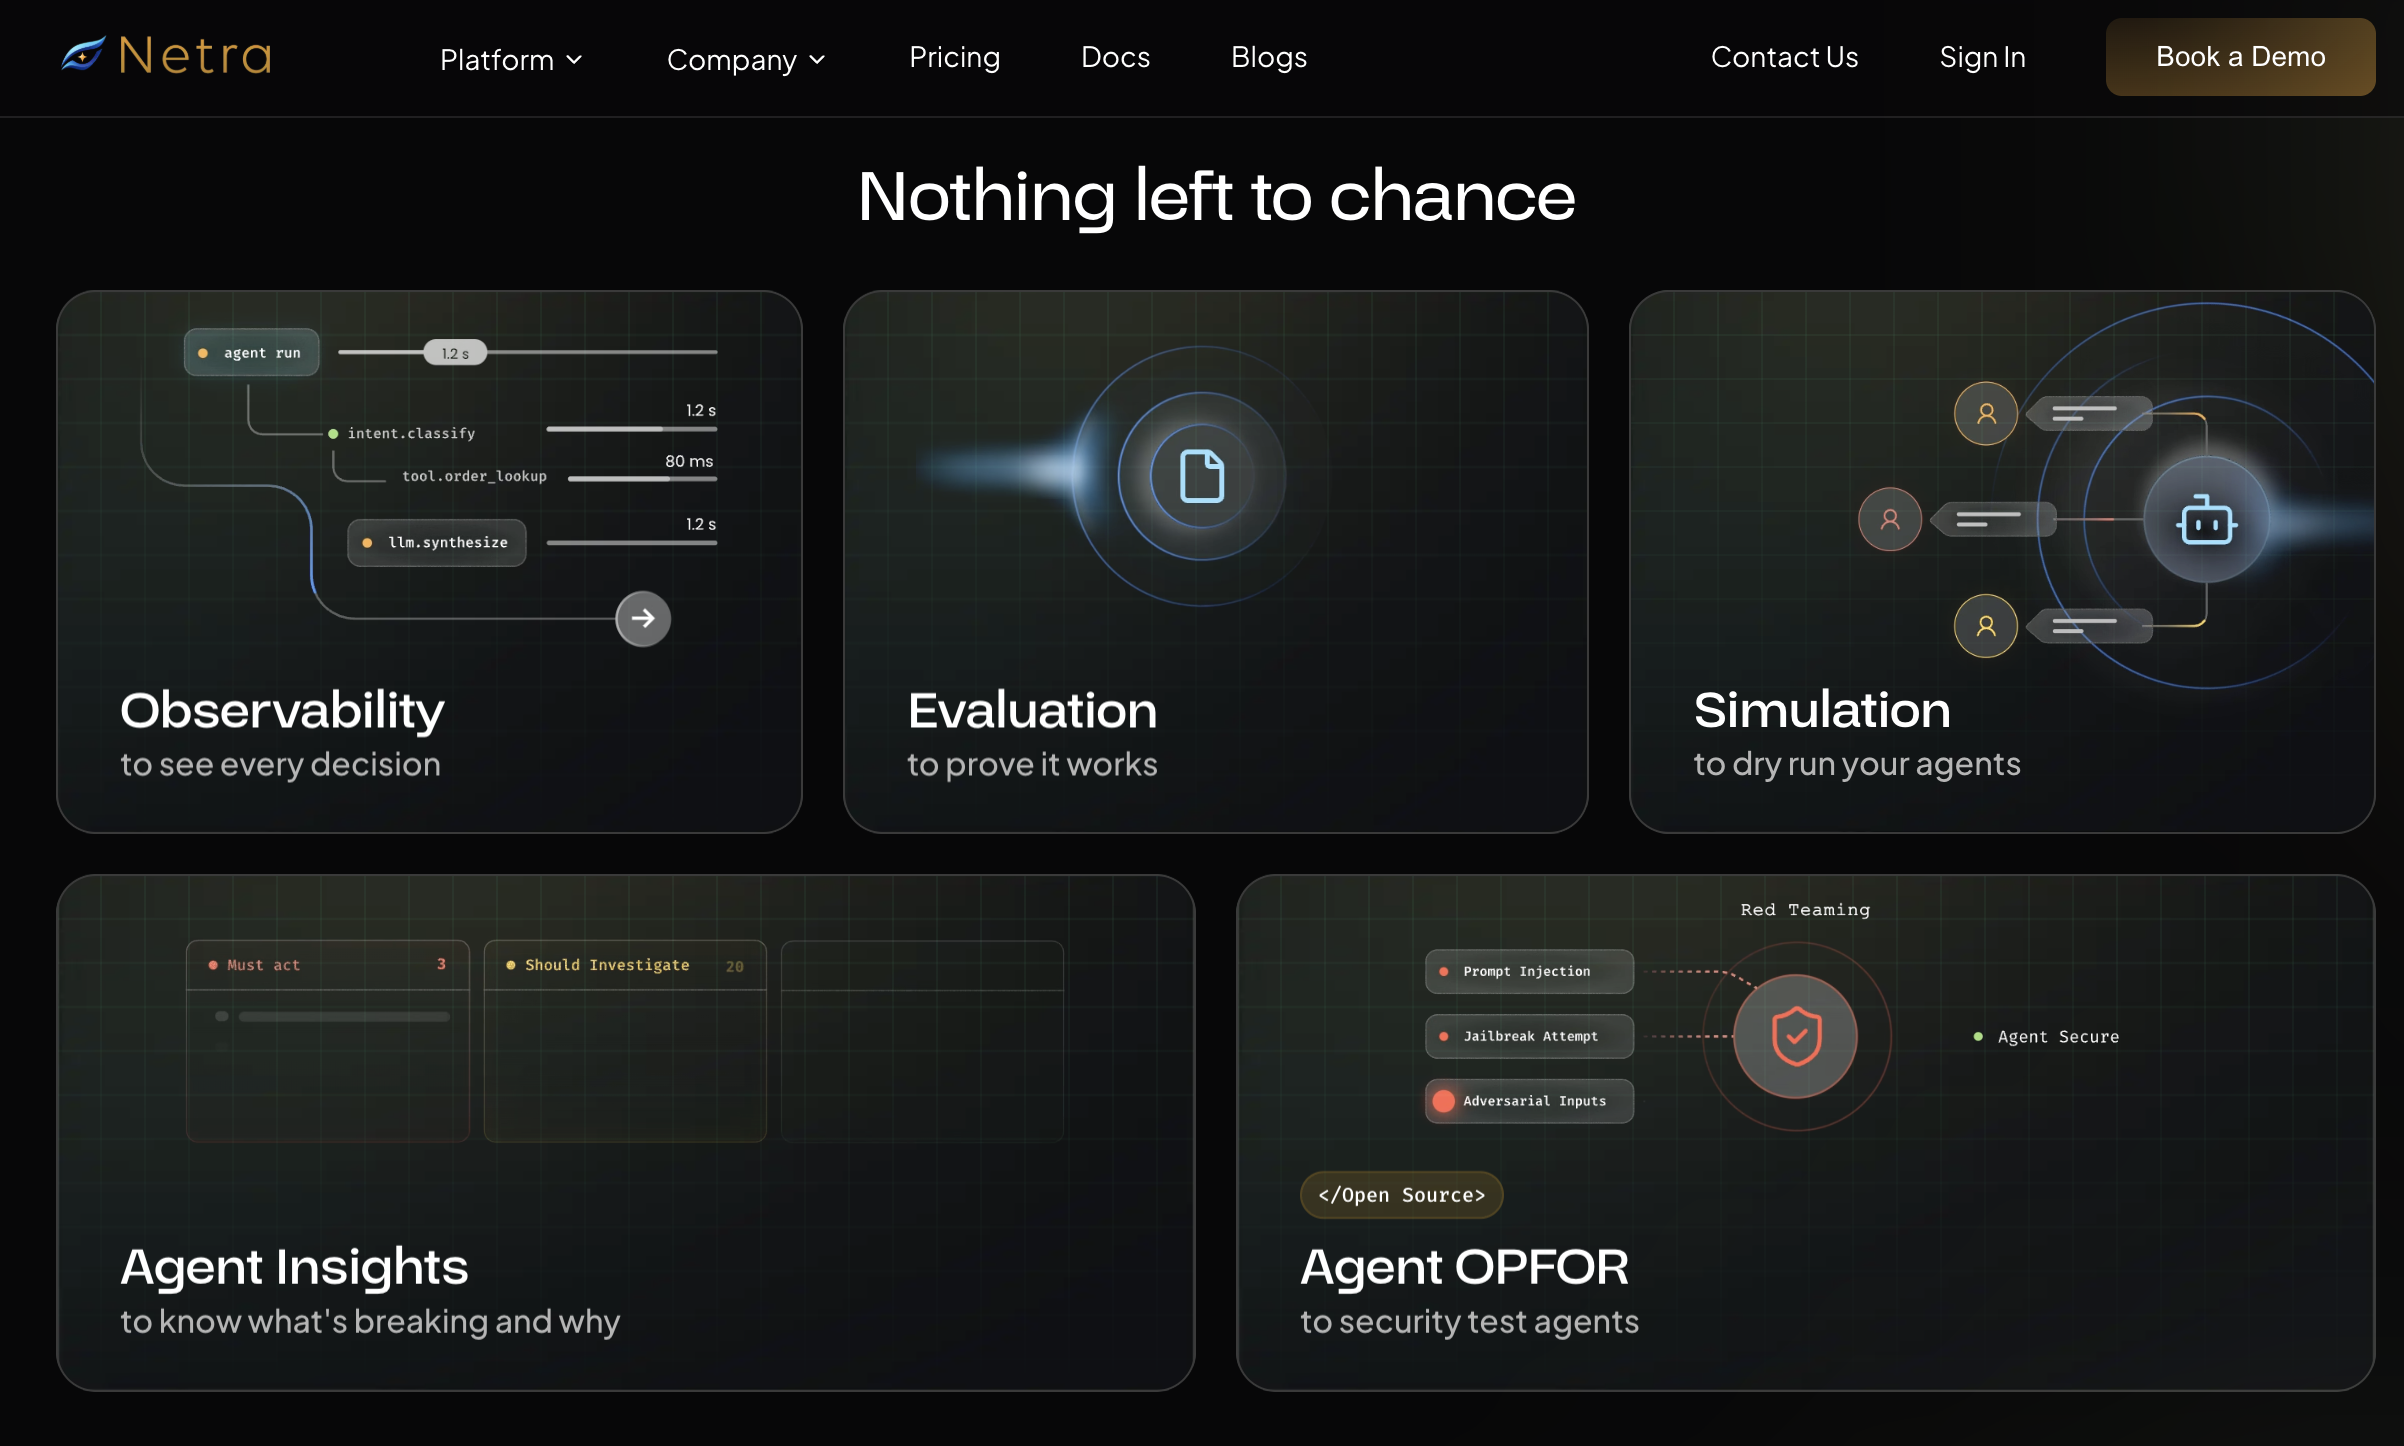 Netra
Platform
Company
Pricing
Docs
Blogs
Contact Us
Sign In
Book a Demo
Nothing left to chance
agent run
1.2 s
1.2 s
intent.classify
80 ms
tool.order_lookup
1.2 s
llm.synthesize
Observability
to see every decision
Evaluation
to prove it works
Simulation
to dry run your agents
Must act
3
Should Investigate
20
Agent Insights
to know what's breaking and why
Red Teaming
Prompt Injection
Jailbreak Attempt
Adversarial Inputs
Agent Secure
</Open Source>
Agent OPFOR
to security test agents